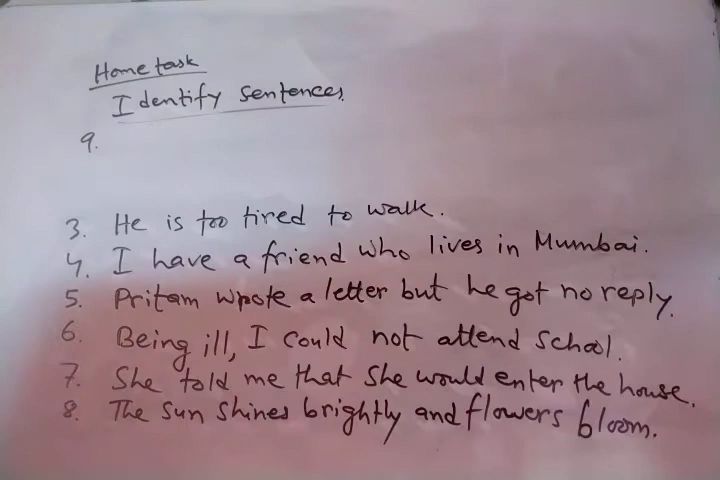 Home task
Identify sentences.
9.
3. He is too tired to walk.
4. I have a friend who lives in Mumbai.
5. Pritam wrote a letter but he got no reply.
6. Being ill, I could not attend school.
7. She told me that she would enter the house.
8. The sun shines brightly and flowers bloom.